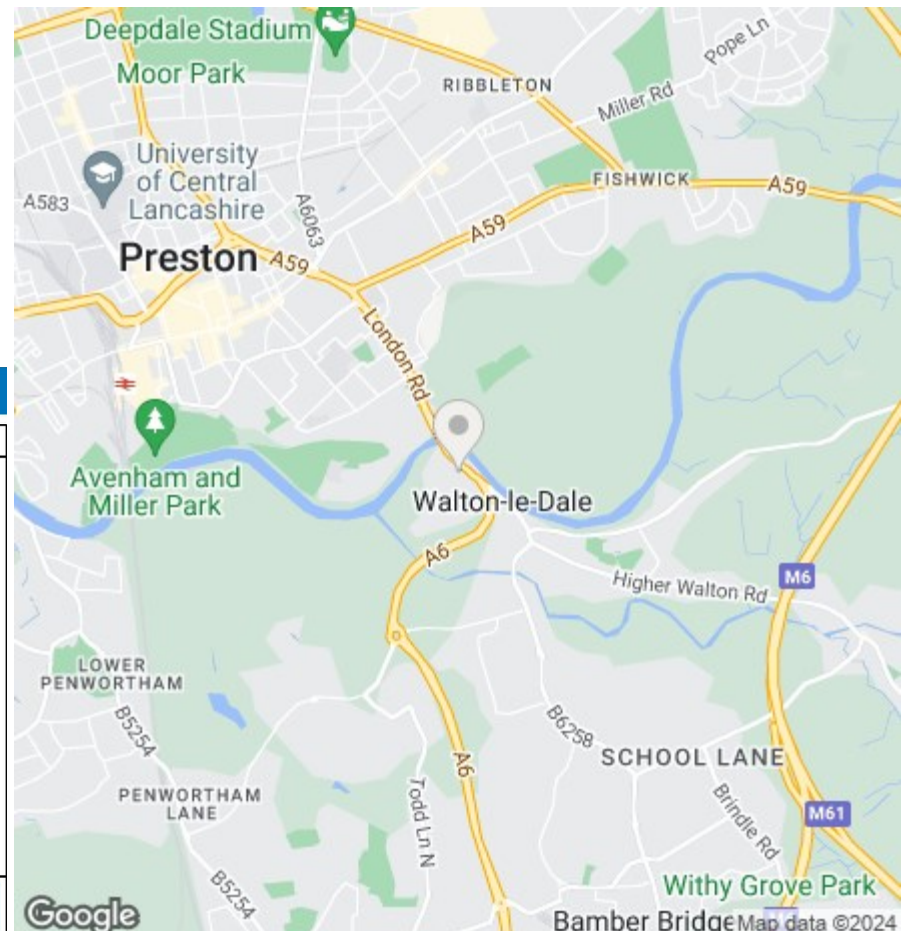 Deepdale Stadium
Moor Park
Pope Ln
RIBBLETON
Miller Rd
University
of Central
Lancashire
A583
A6063
FISHWICK
A59
A59
Preston
A59
London Rd
Avenham and
Miller Park
Walton-le-Dale
A6
Higher Walton Rd
M6
LOWER
PENWORTHAM
B5254
B6258
SCHOOL LANE
A6
PENWORTHAM
LANE
Todd Ln N
Brindle Rd
M61
B5254
Withy Grove Park
Google
Bamber Bridge
Map data ©2024